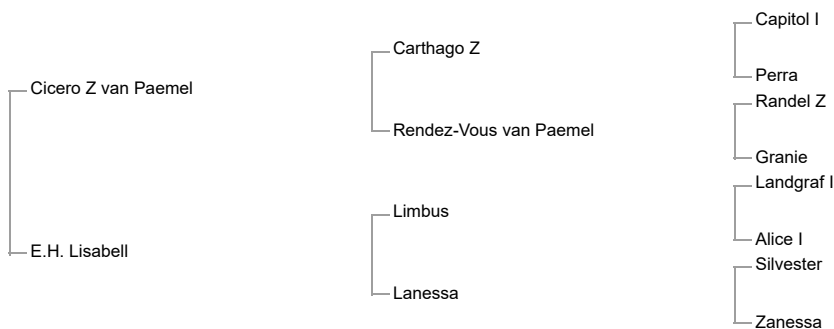 Capitol I
Carthago Z
Perra
Cicero Z van Paemel
Randel Z
Rendez-Vous van Paemel
Granie
Landgraf I
Limbus
Alice I
E.H. Lisabell
Silvester
Lanessa
Zanessa